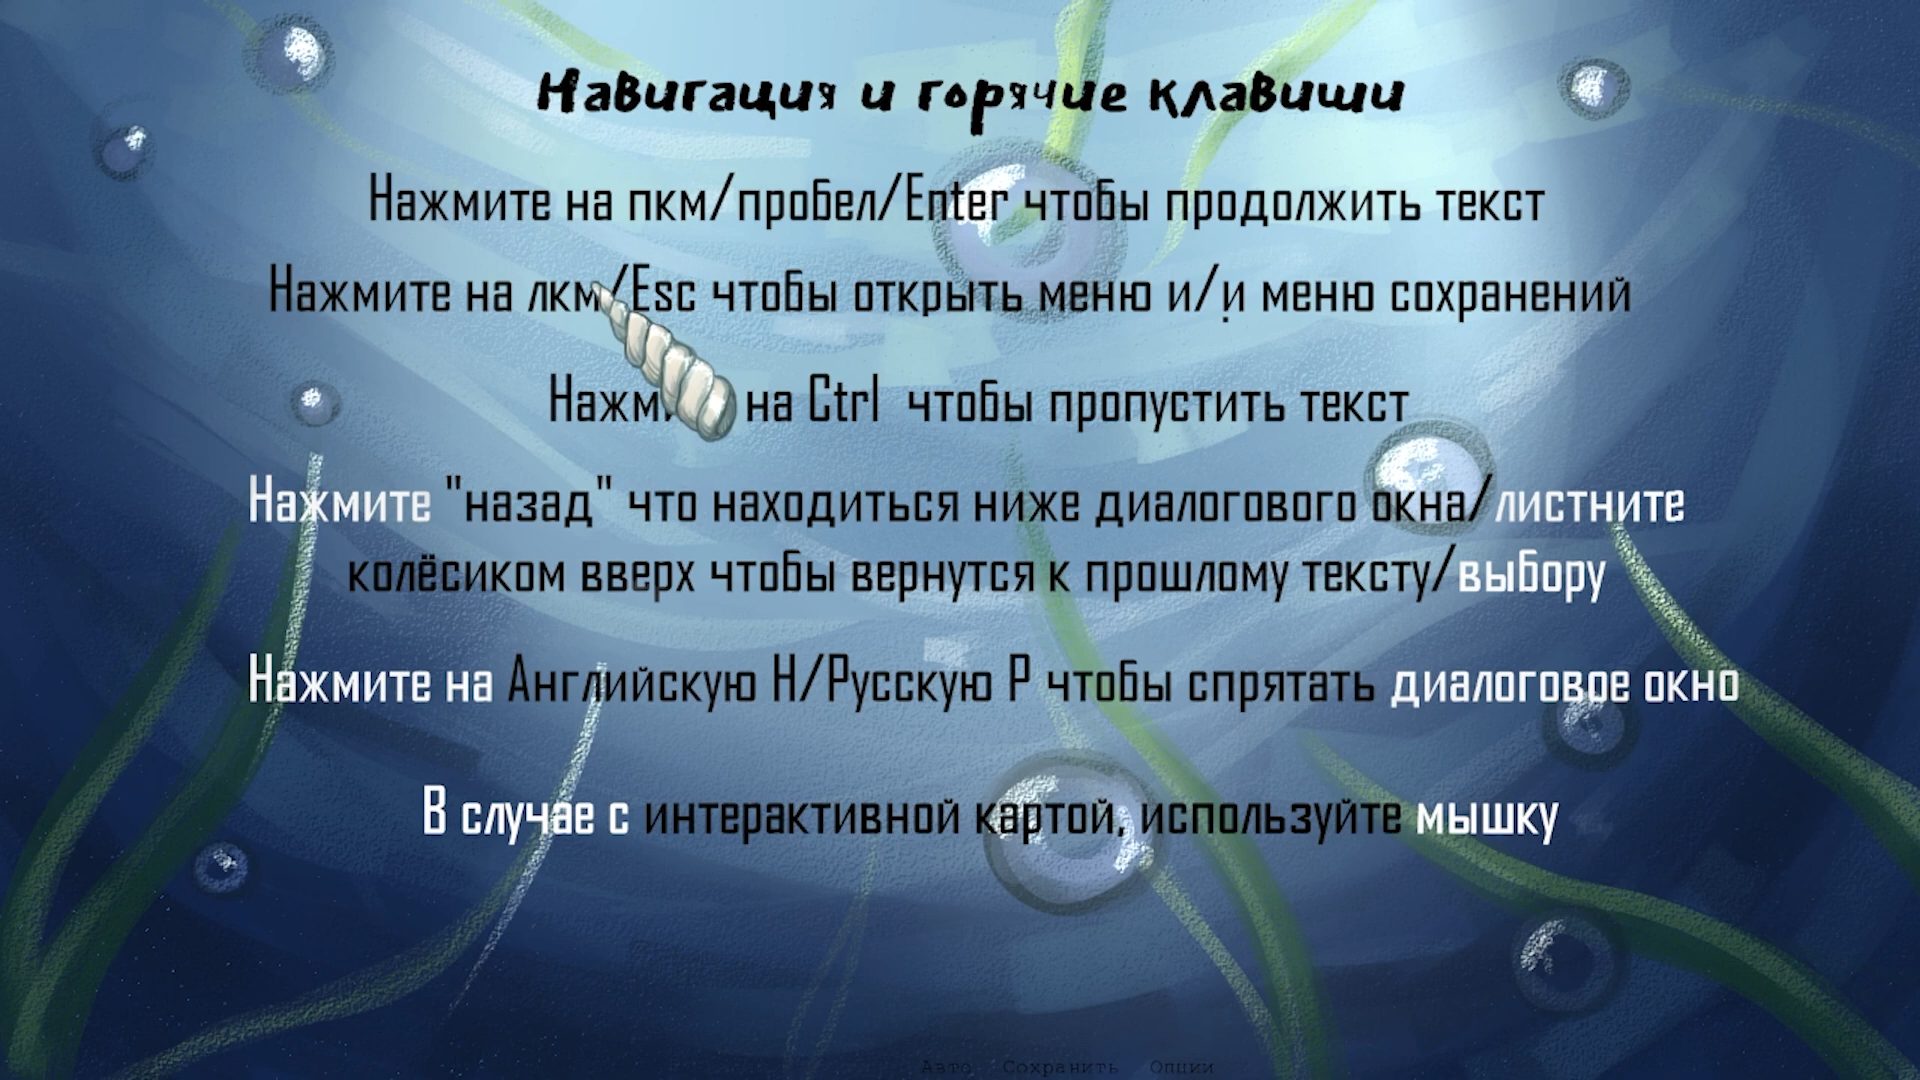 Навигация и горячие клавиши
Нажмите на пкм/пробел/Enter чтобы продолжить текст
Нажмите на лкм/Esc чтобы открыть меню и/и меню сохранений
на Ctrl чтобы пропустить текст
Нажмите "назад" что находиться ниже диалогового окна/листните
колёсиком вверх чтобы вернутся к прошлому тексту/выбору
Нажмите на Английскую H/Русскую Р чтобы спрятать диалоговое окно
В случае с интерактивной картой, используйте мышку
Авто Сохранить Опции